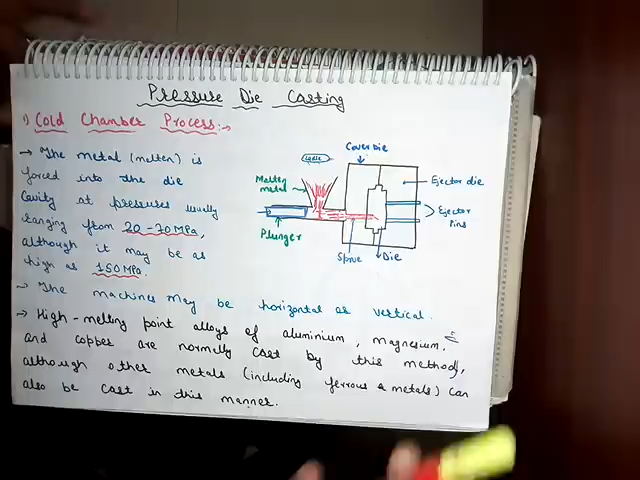 Pressure Die Casting
1) Cold Chamber Process:→
→ The metal (molten) is
forced into the die
cavity at pressures usually
ranging from 20-70MPa,
although it may be as
high as 150MPa.
Cover die
Ladle
Molten
metal
Plunger
Ejector die
Ejector
Pins
Sprue
Die
→ The machines may be horizontal or vertical.
→ High-melting point alloys of aluminium, magnesium,
and copper are normally cast by this method,
although other metals (including ferrous metals) can
also be cast in this manner.